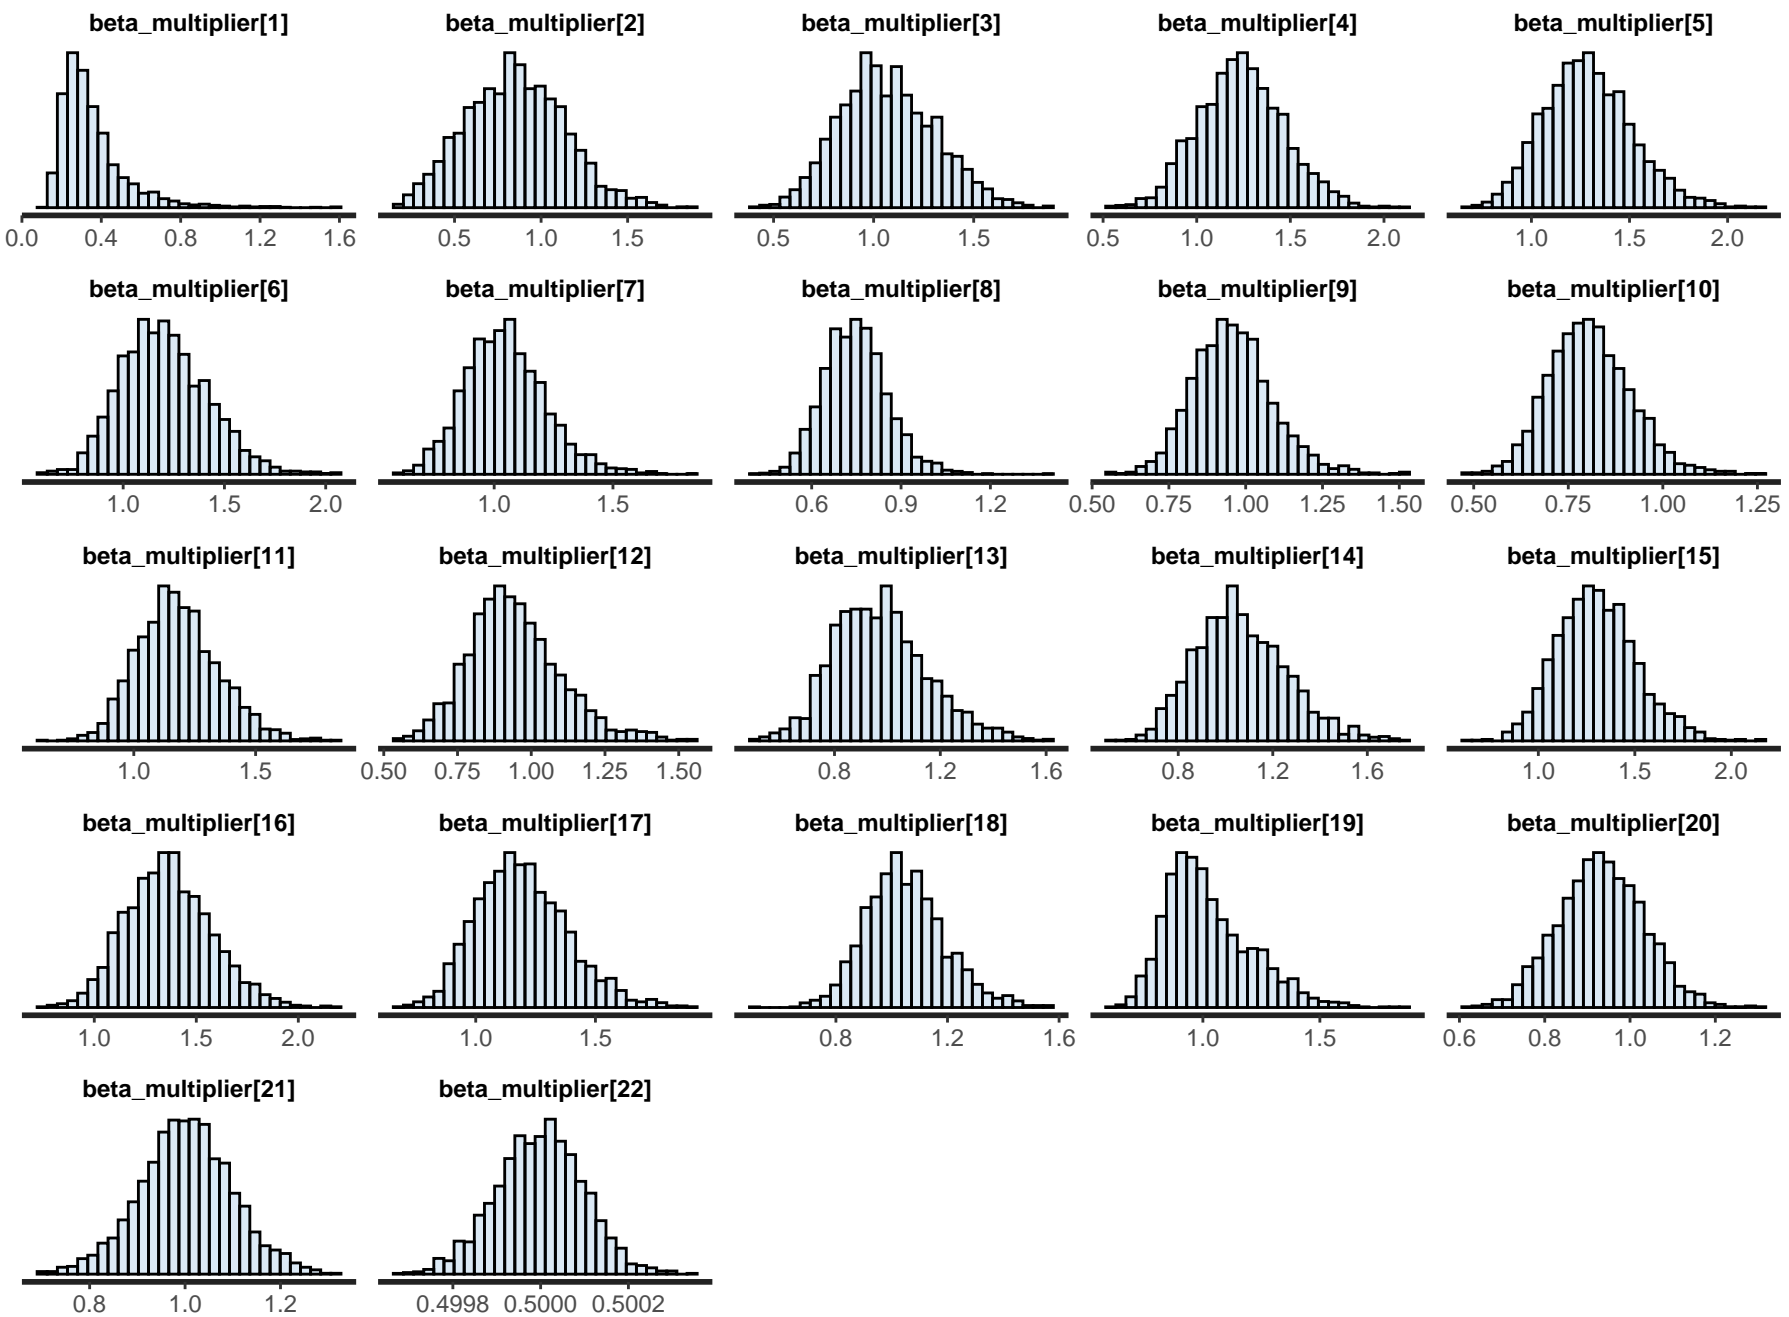 beta_multiplier[1] beta_multiplier[2] beta_multiplier[3] beta_multiplier[4] beta_multiplier[5]
0.0 0.4 0.8 1.2 1.6 0.5 1.0 1.5 0.5 1.0 1.5 0.5 1.0 1.5 2.0 1.0 1.5 2.0
beta_multiplier[6] beta_multiplier[7] beta_multiplier[8] beta_multiplier[9] beta_multiplier[10]
1.0 1.5 2.0 1.0 1.5 0.6 0.9 1.2 0.50 0.75 1.00 1.25 1.50 0.50 0.75 1.00 1.25
beta_multiplier[11] beta_multiplier[12] beta_multiplier[13] beta_multiplier[14] beta_multiplier[15]
1.0 1.5 0.50 0.75 1.00 1.25 1.50 0.8 1.2 1.6 0.8 1.2 1.6 1.0 1.5 2.0
beta_multiplier[16] beta_multiplier[17] beta_multiplier[18] beta_multiplier[19] beta_multiplier[20]
1.0 1.5 2.0 1.0 1.5 0.8 1.2 1.6 1.0 1.5 0.6 0.8 1.0 1.2
beta_multiplier[21] beta_multiplier[22]
0.8 1.0 1.2 0.4998 0.5000 0.5002